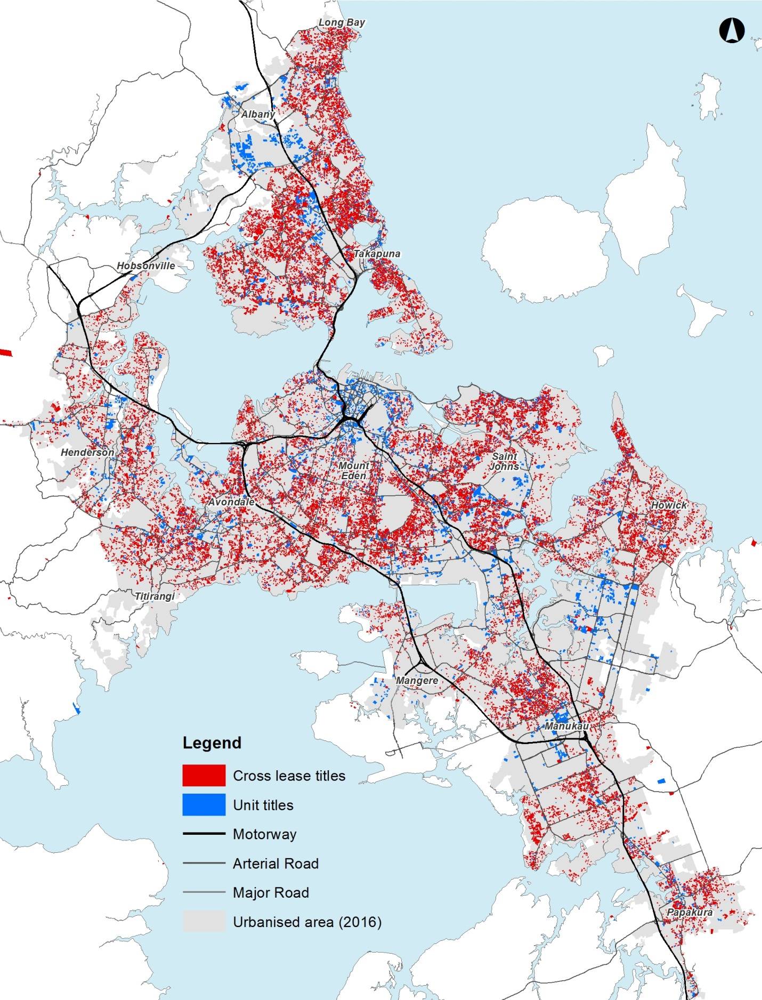 Long Bay
Albany
Takapuna
Hobsonville
Henderson
Mount
Eden
Saint
Johns
Avondale
Howick
Titirangi
Mangere
Manukau
Legend
Cross lease titles
Unit titles
Motorway
Arterial Road
Major Road
Urbanised area (2016)
Papakura